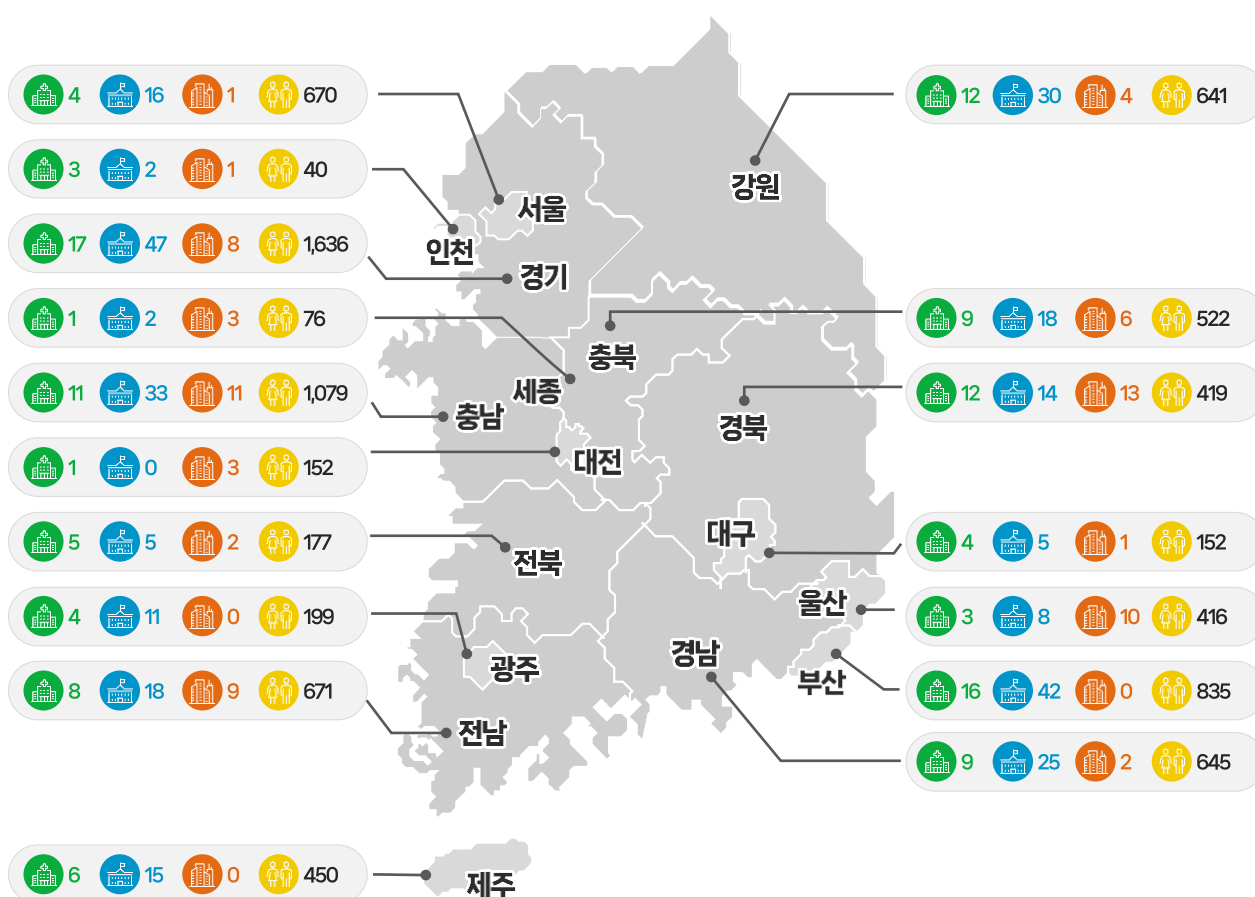 4 16 1 670
3 2 1 40
17 47 8 1,636
1 2 3 76
11 33 11 1,079
1 0 3 152
5 5 2 177
4 11 0 199
8 18 9 671
6 15 0 450
서울
인천
경기
강원
충북
세종
충남
경북
대전
대구
전북
울산
경남
광주
부산
전남
제주
12 30 4 641
9 18 6 522
12 14 13 419
4 5 1 152
3 8 10 416
16 42 0 835
9 25 2 645